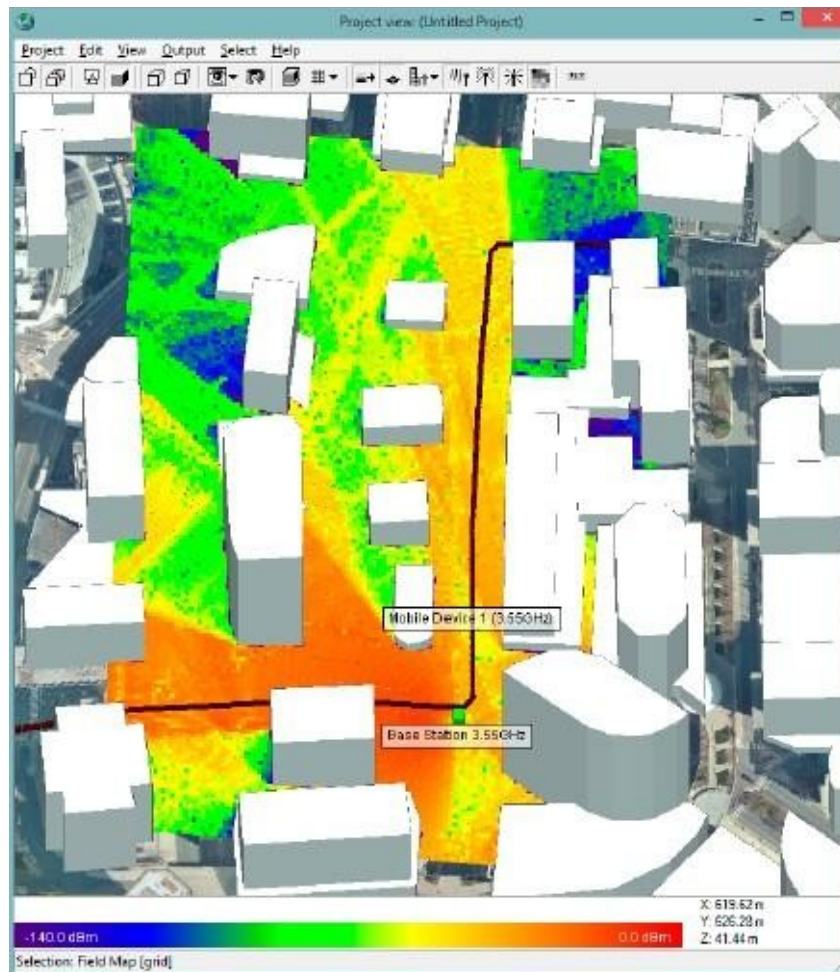 Project view: (Untitled Project)
Project Edit View Output Select Help
Mobile Device 1 (3.55GHz)
Base Station 3.55GHz
-140.0 dBm
0.0 dBm
X: 619.62 m
Y: 626.28 m
Z: 41.44 m
Selection: Field Map [grid]